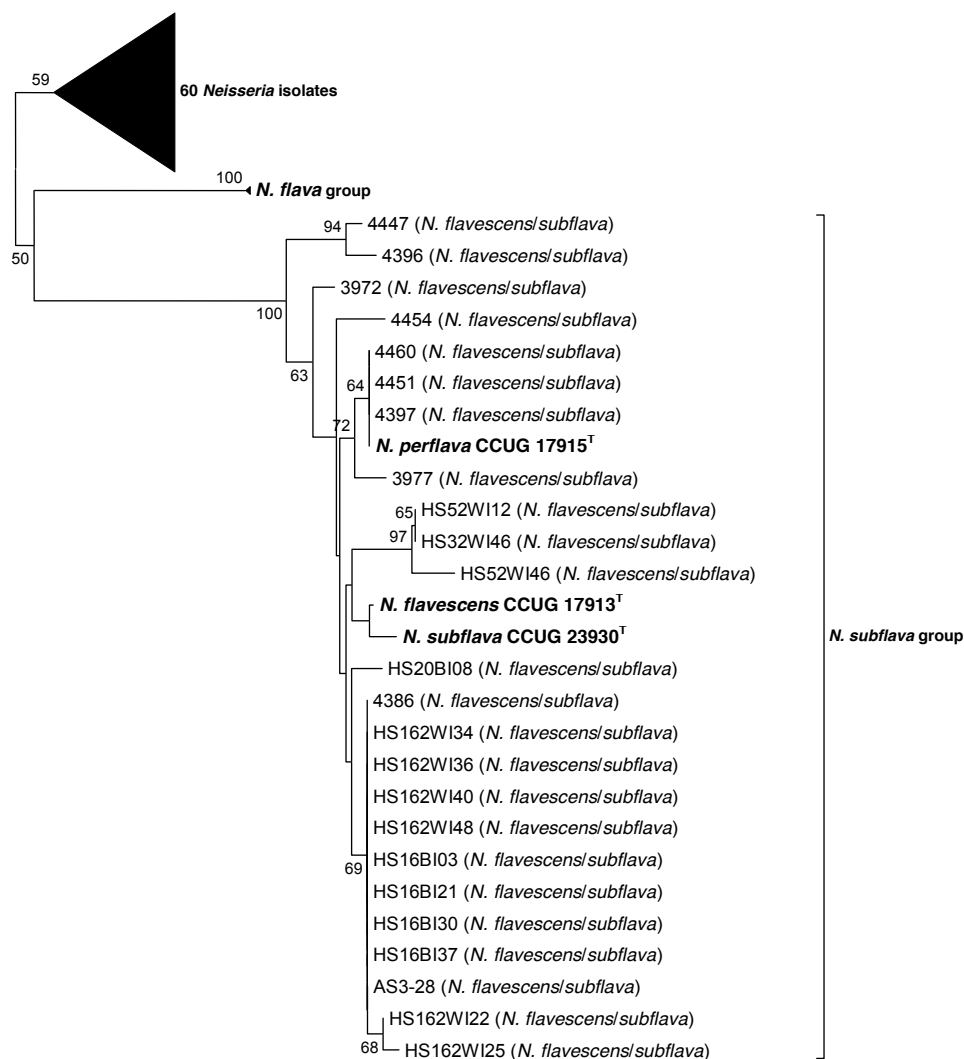 59
60 Neisseria isolates
100
N. flava group
50
94
4447 (N. flavescens/subflava)
4396 (N. flavescens/subflava)
100
3972 (N. flavescens/subflava)
63
4454 (N. flavescens/subflava)
4460 (N. flavescens/subflava)
64
4451 (N. flavescens/subflava)
4397 (N. flavescens/subflava)
72
N. perflava CCUG 17915T
3977 (N. flavescens/subflava)
65
HS52WI12 (N. flavescens/subflava)
97
HS32WI46 (N. flavescens/subflava)
HS52WI46 (N. flavescens/subflava)
N. flavescens CCUG 17913T
N. subflava CCUG 23930T
N. subflava group
HS20BI08 (N. flavescens/subflava)
4386 (N. flavescens/subflava)
HS162WI34 (N. flavescens/subflava)
HS162WI36 (N. flavescens/subflava)
HS162WI40 (N. flavescens/subflava)
HS162WI48 (N. flavescens/subflava)
69
HS16BI03 (N. flavescens/subflava)
HS16BI21 (N. flavescens/subflava)
HS16BI30 (N. flavescens/subflava)
HS16BI37 (N. flavescens/subflava)
AS3-28 (N. flavescens/subflava)
HS162WI22 (N. flavescens/subflava)
68
HS162WI25 (N. flavescens/subflava)